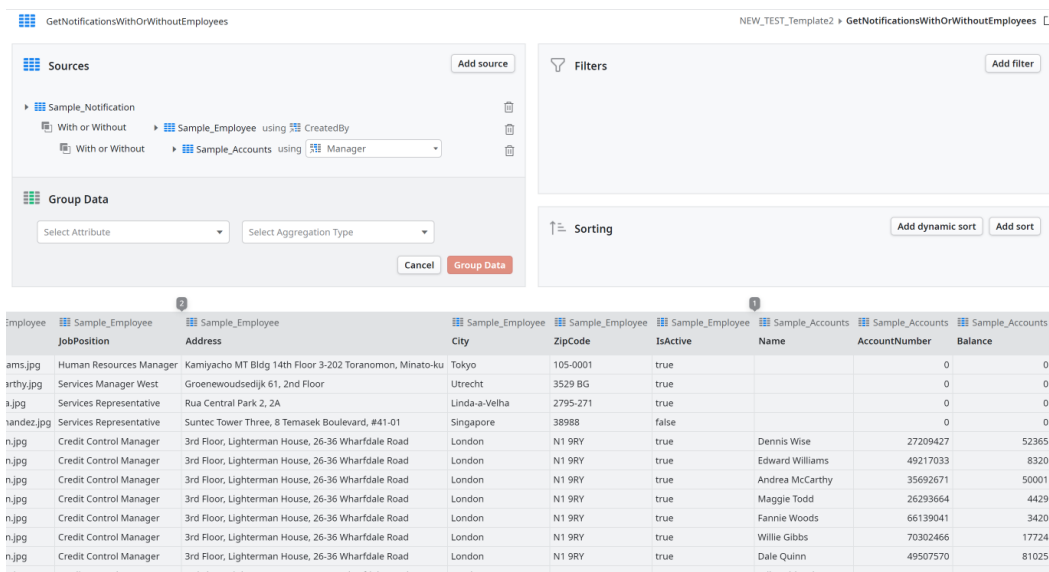 GetNotificationsWithOrWithoutEmployees
NEW_TEST_Template2 ▸ GetNotificationsWithOrWithoutEmployees
Sources
Add source
Sample_Notification
With or Without Sample_Employee using CreatedBy
With or Without Sample_Accounts using Manager
Group Data
Select Attribute
Select Aggregation Type
Cancel
Group Data
Filters
Add filter
Sorting
Add dynamic sort
Add sort
2 1
Employee Sample_Employee Sample_Employee Sample_Employee Sample_Employee Sample_Employee Sample_Accounts Sample_Accounts Sample_Accounts
JobPosition Address City ZipCode IsActive Name AccountNumber Balance
ams.jpg Human Resources Manager Kamiyacho MT Bldg 14th Floor 3-202 Toranomon, Minato-ku Tokyo 105-0001 true 0 0
arthy.jpg Services Manager West Groenewoudsedijk 61, 2nd Floor Utrecht 3529 BG true 0 0
a.jpg Services Representative Rua Central Park 2, 2A Linda-a-Velha 2795-271 true 0 0
nandez.jpg Services Representative Suntec Tower Three, 8 Temasek Boulevard, #41-01 Singapore 38988 false 0 0
n.jpg Credit Control Manager 3rd Floor, Lighterman House, 26-36 Wharfdale Road London N1 9RY true Dennis Wise 27209427 52365
n.jpg Credit Control Manager 3rd Floor, Lighterman House, 26-36 Wharfdale Road London N1 9RY true Edward Williams 49217033 8320
n.jpg Credit Control Manager 3rd Floor, Lighterman House, 26-36 Wharfdale Road London N1 9RY true Andrea McCarthy 35692671 50001
n.jpg Credit Control Manager 3rd Floor, Lighterman House, 26-36 Wharfdale Road London N1 9RY true Maggie Todd 26293664 4429
n.jpg Credit Control Manager 3rd Floor, Lighterman House, 26-36 Wharfdale Road London N1 9RY true Fannie Woods 66139041 3420
n.jpg Credit Control Manager 3rd Floor, Lighterman House, 26-36 Wharfdale Road London N1 9RY true Willie Gibbs 70302466 17724
n.jpg Credit Control Manager 3rd Floor, Lighterman House, 26-36 Wharfdale Road London N1 9RY true Dale Quinn 49507570 81025